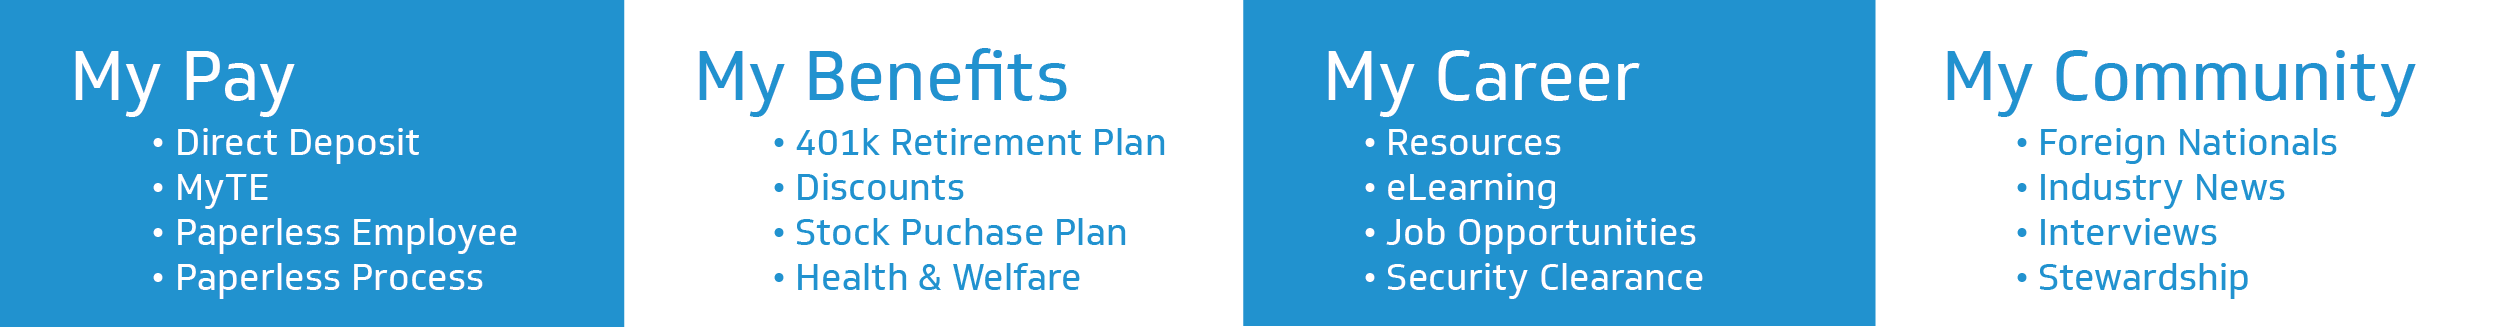 My Pay
• Direct Deposit
• MyTE
• Paperless Employee
• Paperless Process
My Benefits
• 401k Retirement Plan
• Discounts
• Stock Puchase Plan
• Health & Welfare
My Career
• Resources
• eLearning
• Job Opportunities
• Security Clearance
My Community
• Foreign Nationals
• Industry News
• Interviews
• Stewardship